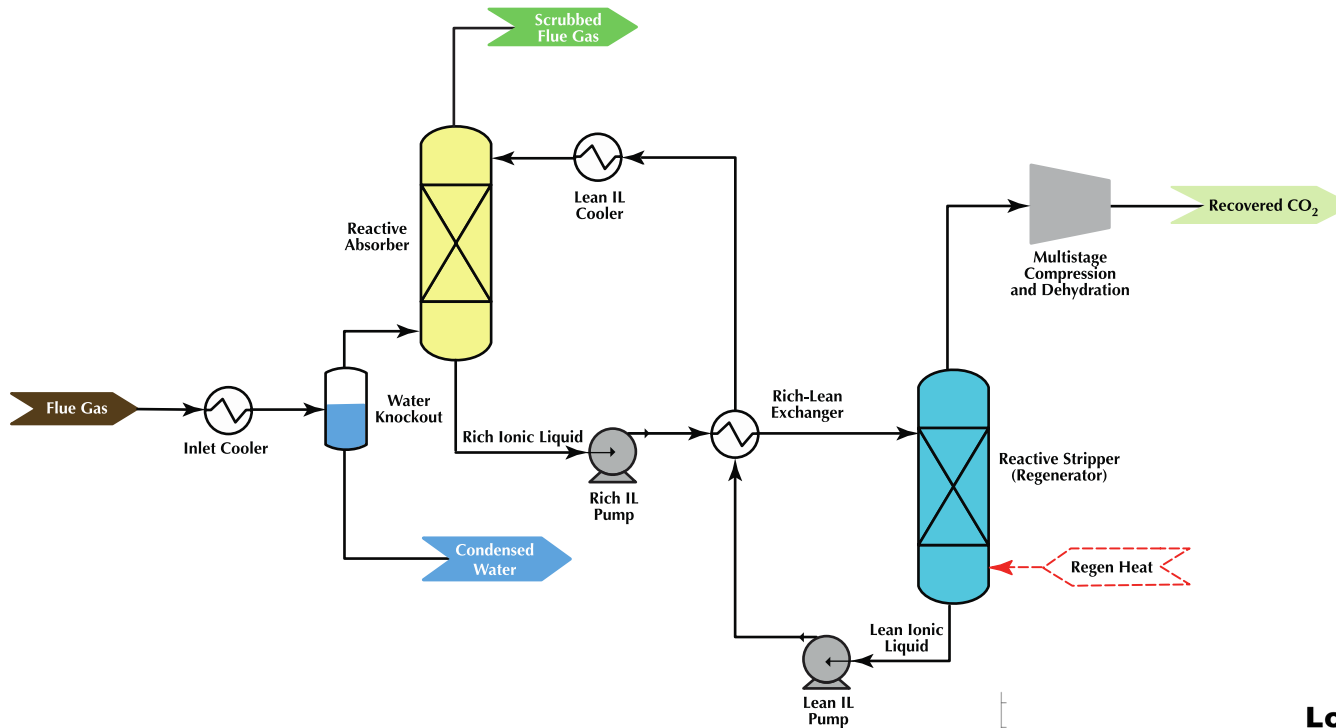 Scrubbed
Flue Gas
Lean IL
Cooler
Reactive
Absorber
Recovered CO₂
Multistage
Compression
and Dehydration
Flue Gas
Inlet Cooler
Water
Knockout
Rich Ionic Liquid
Rich IL
Pump
Rich-Lean
Exchanger
Reactive Stripper
(Regenerator)
Condensed
Water
Regen Heat
Lean Ionic
Liquid
Lean IL
Pump
Lo